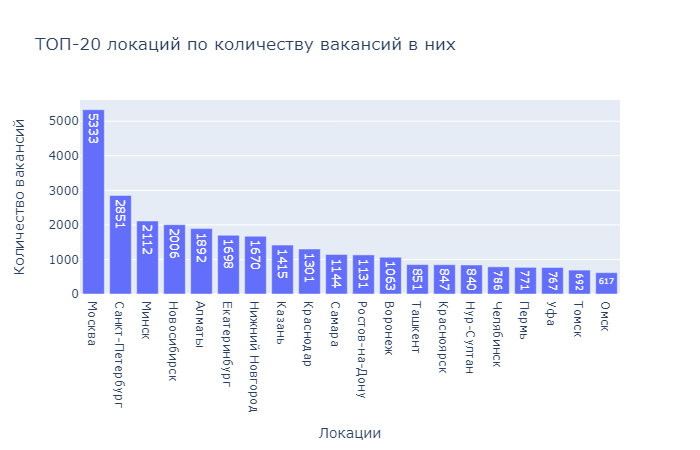 ТОП-20 локаций по количеству вакансий в них
Количество вакансий
5000
4000
3000
2000
1000
0
5333
2851
2112
2006
1892
1698
1670
1415
1301
1144
1131
1063
851
847
840
786
771
767
692
617
Москва
Санкт-Петербург
Минск
Новосибирск
Алматы
Екатеринбург
Нижний Новгород
Казань
Краснодар
Самара
Ростов-на-Дону
Воронеж
Ташкент
Красноярск
Нур-Султан
Челябинск
Пермь
Уфа
Томск
Омск
Локации